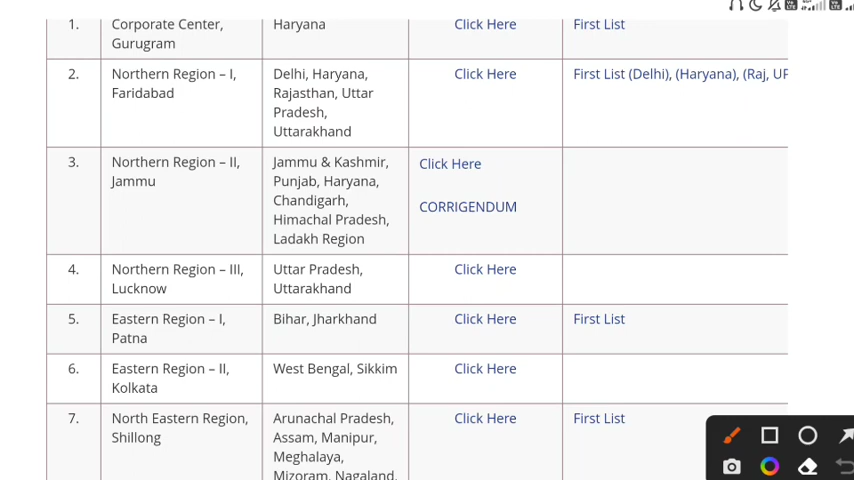 1.
Corporate Center,
Gurugram
Haryana
Click Here
First List
2.
Northern Region – I,
Faridabad
Delhi, Haryana,
Rajasthan, Uttar
Pradesh,
Uttarakhand
Click Here
First List (Delhi), (Haryana), (Raj, UP
3.
Northern Region – II,
Jammu
Jammu & Kashmir,
Punjab, Haryana,
Chandigarh,
Himachal Pradesh,
Ladakh Region
Click Here
CORRIGENDUM
4.
Northern Region – III,
Lucknow
Uttar Pradesh,
Uttarakhand
Click Here
5.
Eastern Region – I,
Patna
Bihar, Jharkhand
Click Here
First List
6.
Eastern Region – II,
Kolkata
West Bengal, Sikkim
Click Here
7.
North Eastern Region,
Shillong
Arunachal Pradesh,
Assam, Manipur,
Meghalaya,
Mizoram, Nagaland,
Click Here
First List